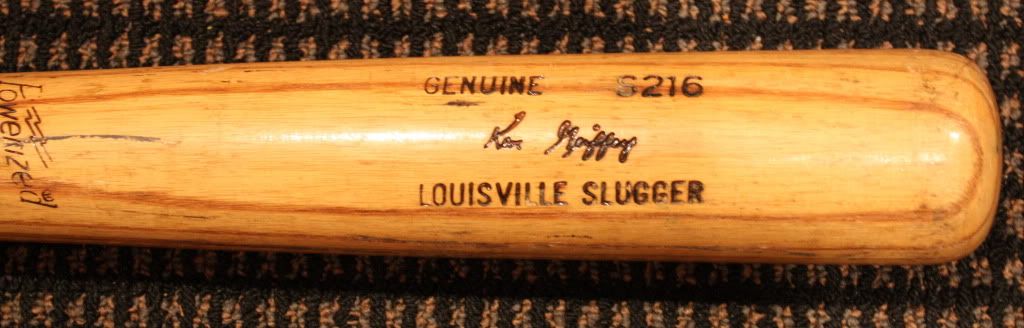 Powerized
GENUINE S216
Ken Griffey
LOUISVILLE SLUGGER